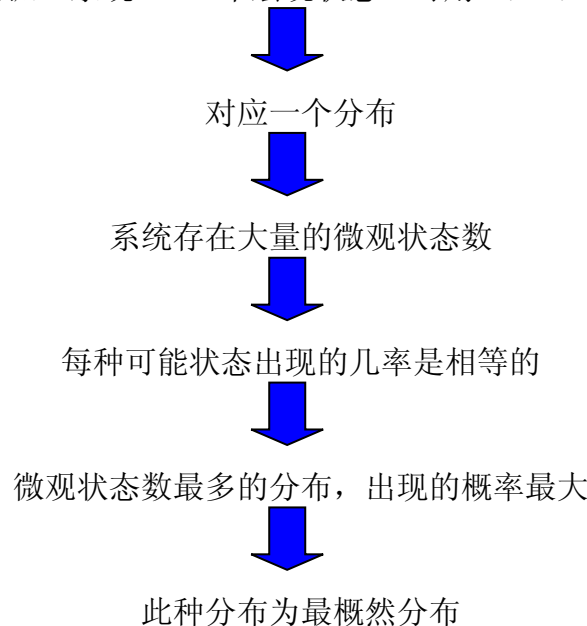 对应一个分布
系统存在大量的微观状态数
每种可能状态出现的几率是相等的
微观状态数最多的分布，出现的概率最大
此种分布为最概然分布